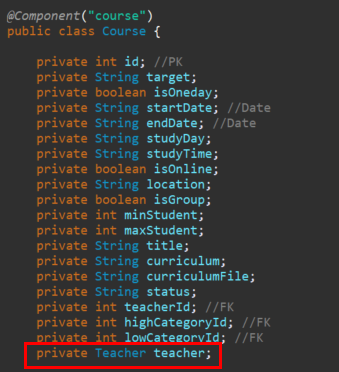 @Component("course")
public class Course {
private int id; //PK
private String target;
private boolean isOneday;
private String startDate; //Date
private String endDate; //Date
private String studyDay;
private String studyTime;
private boolean isOnline;
private String location;
private boolean isGroup;
private int minStudent;
private int maxStudent;
private String title;
private String curriculum;
private String curriculumFile;
private String status;
private int teacherId; //FK
private int highCategoryId; //FK
private int lowCategoryId; //FK
private Teacher teacher;